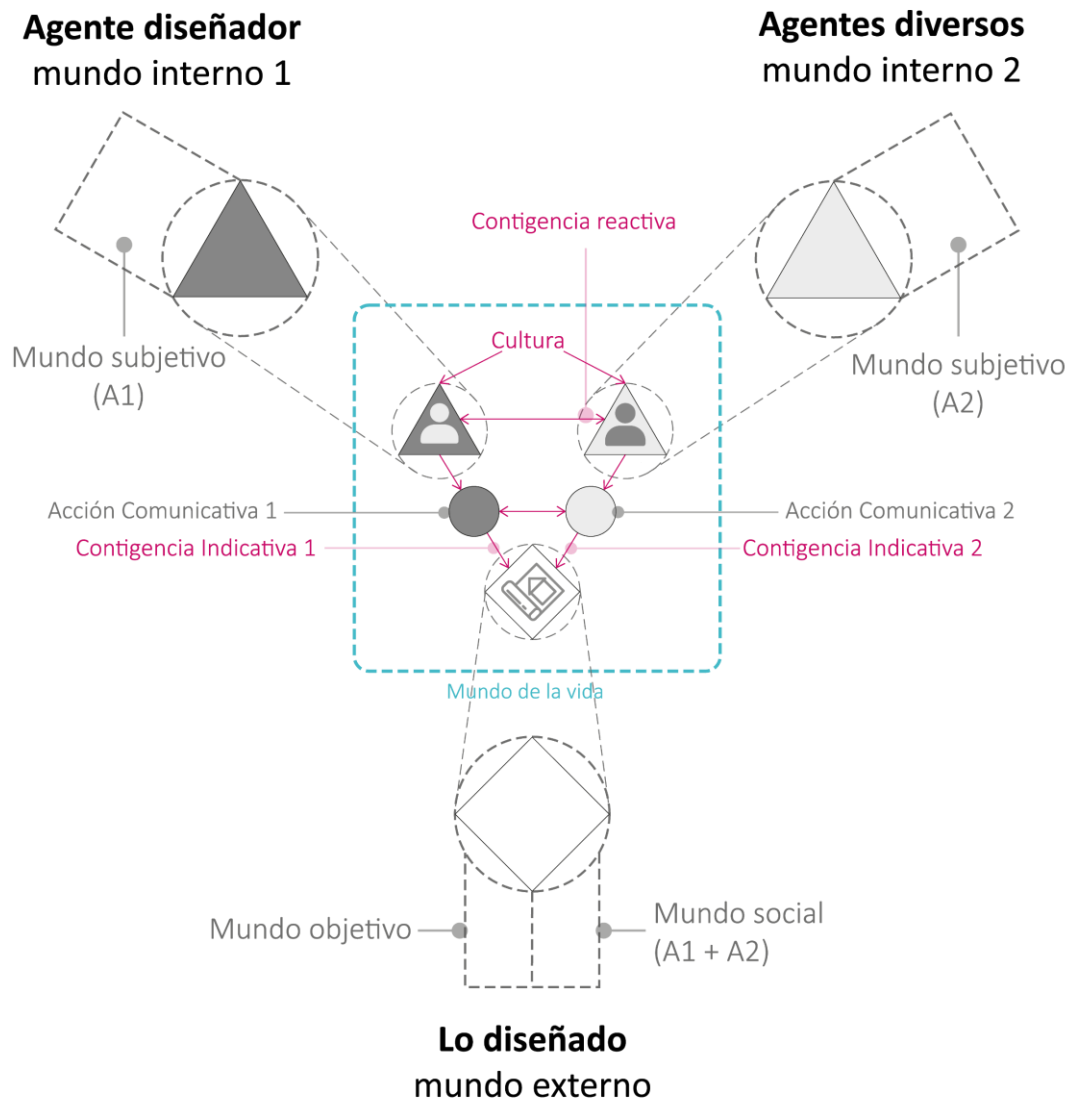 Agente diseñador
mundo interno 1
Agentes diversos
mundo interno 2
Contigencia reactiva
Cultura
Mundo subjetivo
(A1)
Mundo subjetivo
(A2)
Acción Comunicativa 1
Acción Comunicativa 2
Contigencia Indicativa 1
Contigencia Indicativa 2
Mundo de la vida
Mundo objetivo
Mundo social
(A1 + A2)
Lo diseñado
mundo externo